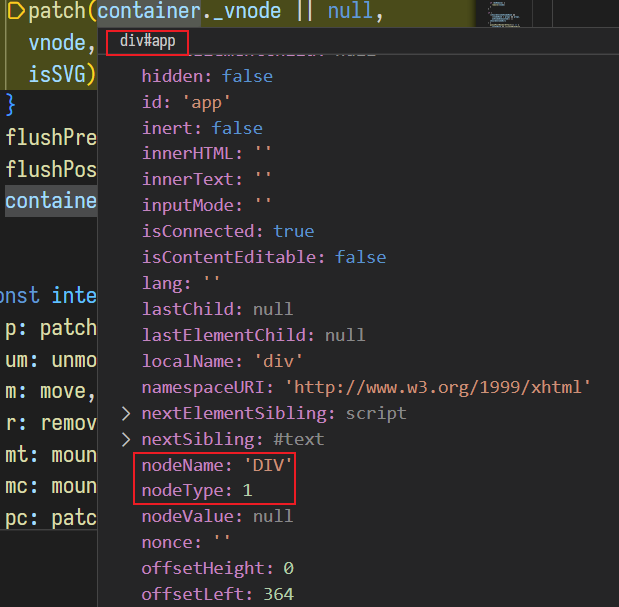 patch(container._vnode || null,
vnode,
isSVG)
}
flushPre
flushPos
containe
onst inte
p: patch
um: unmo
m: move,
r: remov
mt: moun
mc: moun
pc: patc
div#app
hidden: false
id: 'app'
inert: false
innerHTML: ''
innerText: ''
inputMode: ''
isConnected: true
isContentEditable: false
lang: ''
lastChild: null
lastElementChild: null
localName: 'div'
namespaceURI: 'http://www.w3.org/1999/xhtml'
nextElementSibling: script
nextSibling: #text
nodeName: 'DIV'
nodeType: 1
nodeValue: null
nonce: ''
offsetHeight: 0
offsetLeft: 364